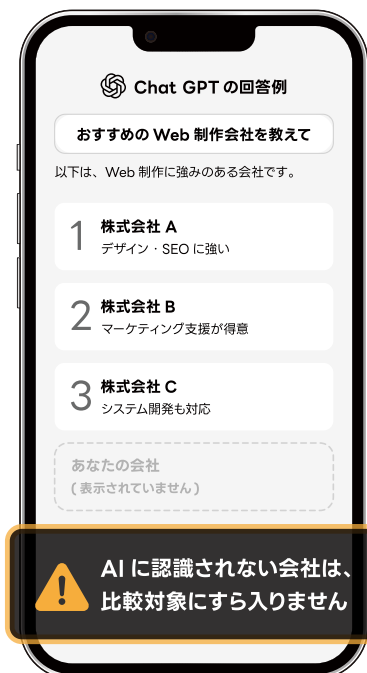 Chat GPTの回答例
おすすめの Web 制作会社を教えて
以下は、Web 制作に強みのある会社です。
1 株式会社 A
デザイン・SEO に強い
2 株式会社 B
マーケティング支援が得意
3 株式会社 C
システム開発も対応
あなたの会社
(表示されていません)
AI に認識されない会社は、
比較対象にすら入りません